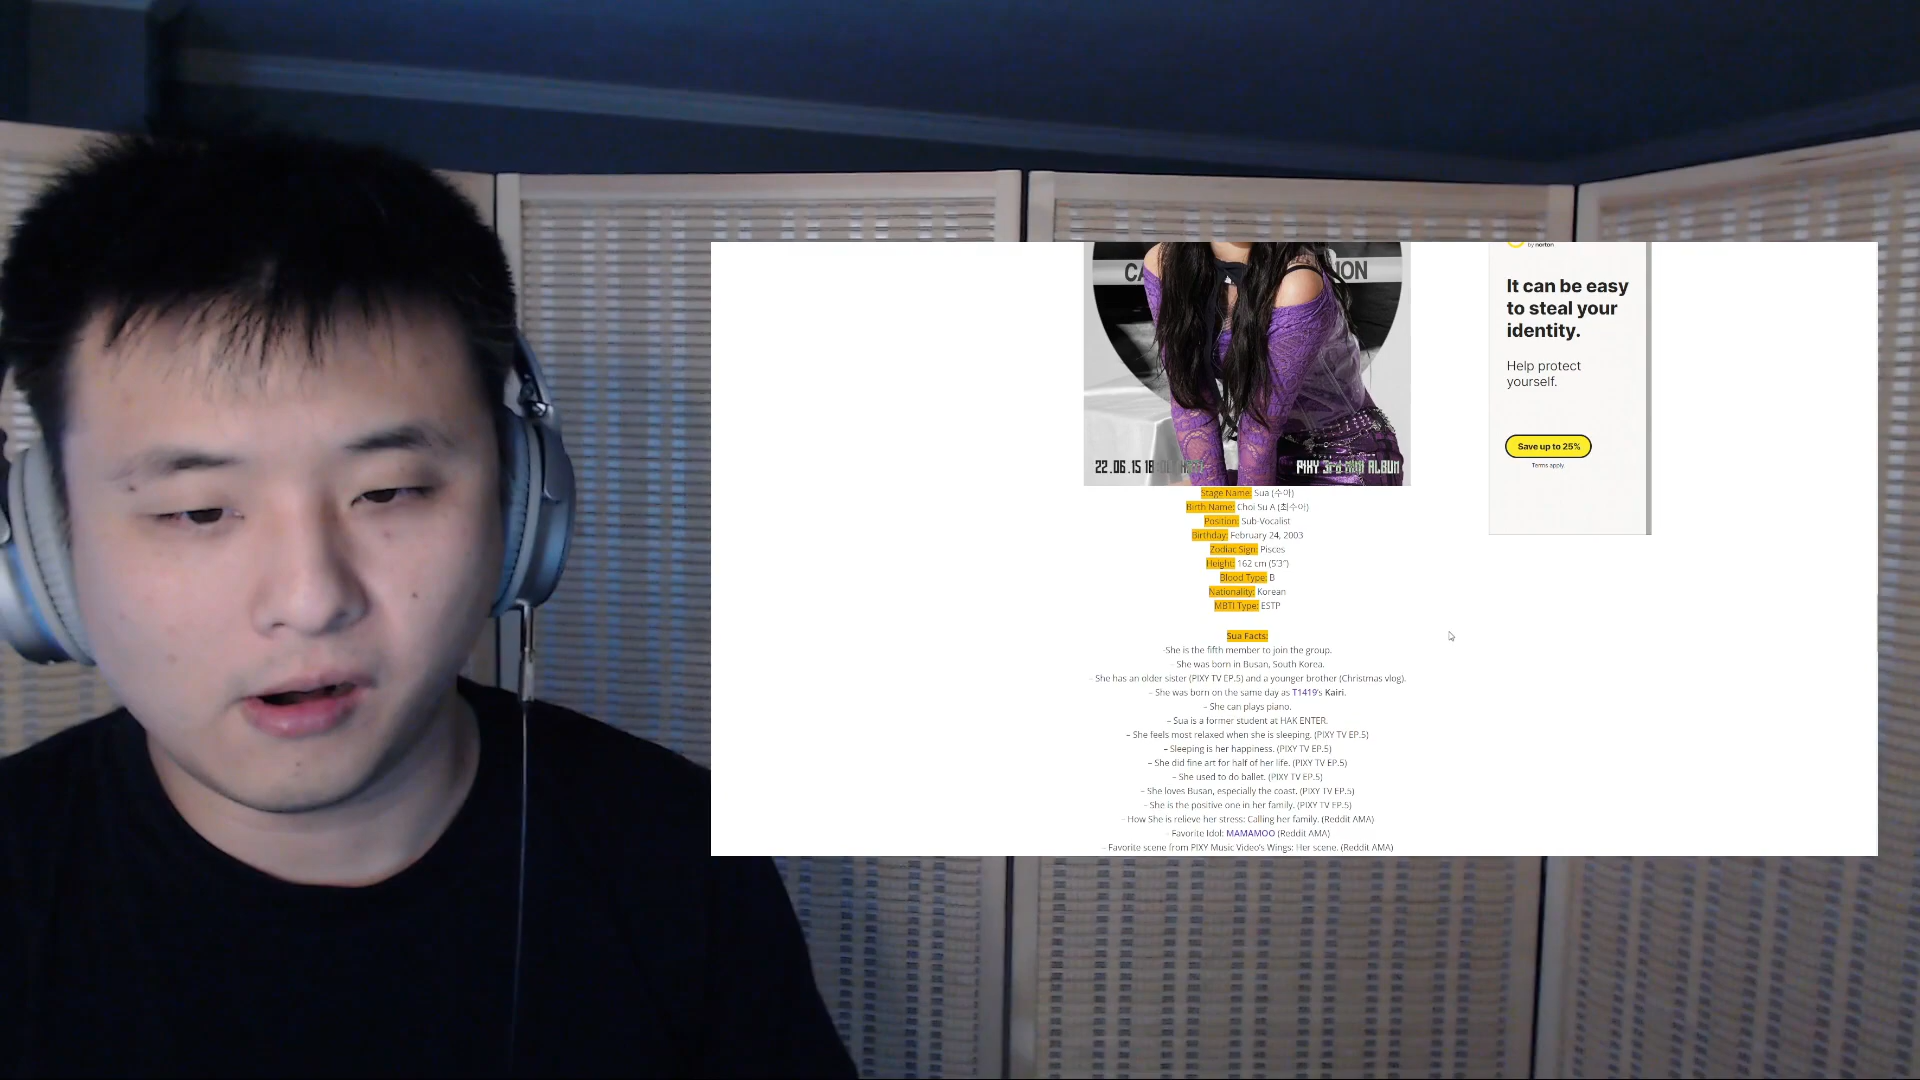 CA
ION
22.06.15 18
PIXY 3rd MINI ALBUM
by norton
It can be easy
to steal your
identity.
Help protect
yourself.
Save up to 25%
Terms apply.
Stage Name: Sua (수아)
Birth Name: Choi Su A (최수아)
Position: Sub-Vocalist
Birthday: February 24, 2003
Zodiac Sign: Pisces
Height: 162 cm (5'3″)
Blood Type: B
Nationality: Korean
MBTI Type: ESTP
Sua Facts:
-She is the fifth member to join the group.
– She was born in Busan, South Korea.
– She has an older sister (PIXY TV EP.5) and a younger brother (Christmas vlog).
– She was born on the same day as T1419's Kairi.
– She can plays piano.
– Sua is a former student at HAK ENTER.
– She feels most relaxed when she is sleeping. (PIXY TV EP.5)
– Sleeping is her happiness. (PIXY TV EP.5)
– She did fine art for half of her life. (PIXY TV EP.5)
– She used to do ballet. (PIXY TV EP.5)
– She loves Busan, especially the coast. (PIXY TV EP.5)
– She is the positive one in her family. (PIXY TV EP.5)
– How She is relieve her stress: Calling her family. (Reddit AMA)
– Favorite Idol: MAMAMOO (Reddit AMA)
– Favorite scene from PIXY Music Video's Wings: Her scene. (Reddit AMA)